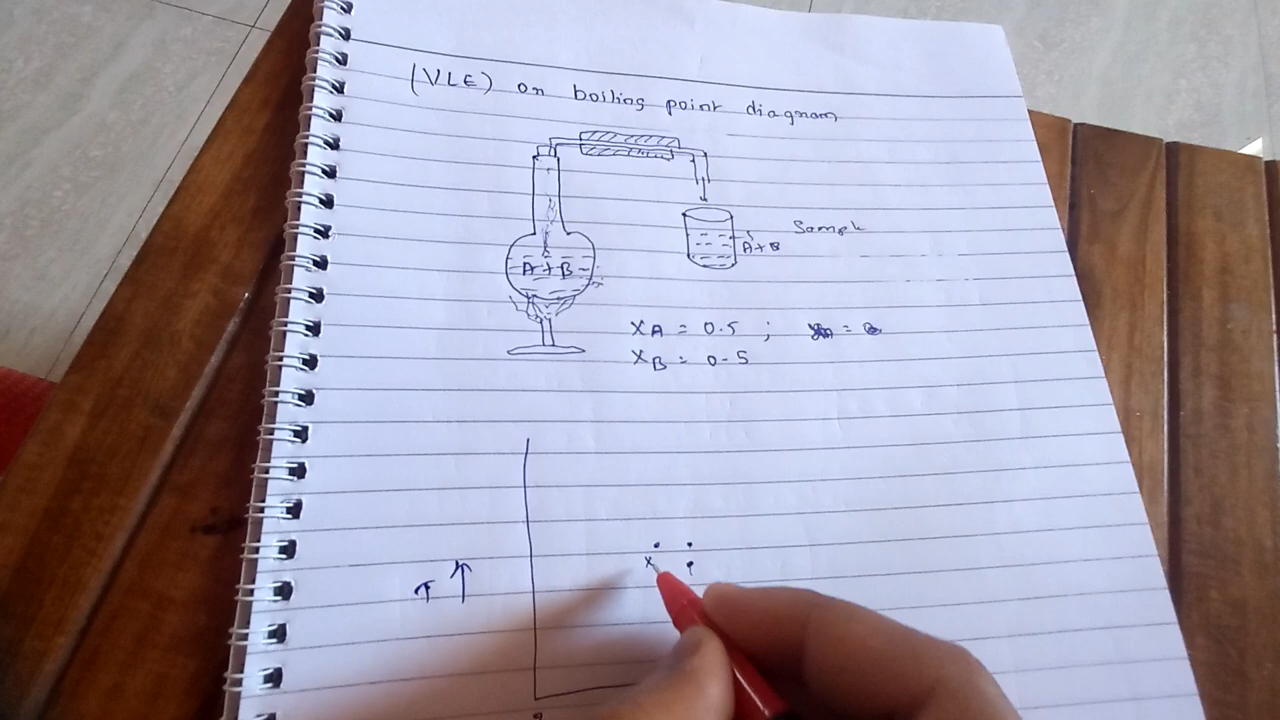 (VLE) on boiling point diagram
Sample
A+B
A+B
XA = 0.5 ;
XB = 0.5
x